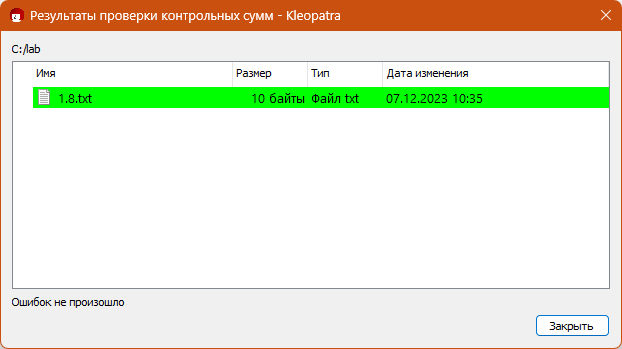 Результаты проверки контрольных сумм - Kleopatra
C:/lab
Имя Размер Тип Дата изменения
1.8.txt 10 байты Файл txt 07.12.2023 10:35
Ошибок не произошло
Закрыть